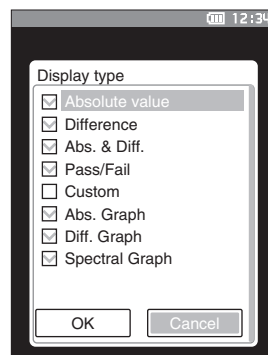 12:34
Display type
Absolute value
Difference
Abs. & Diff.
Pass/Fail
Custom
Abs. Graph
Diff. Graph
Spectral Graph
OK
Cancel